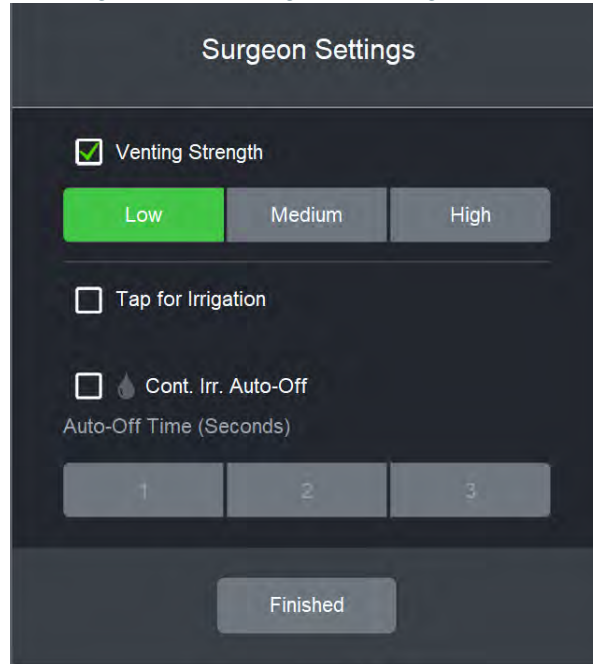 Surgeon Settings
Venting Strength
Low Medium High
Tap for Irrigation
Cont. Irr. Auto-Off
Auto-Off Time (Seconds)
1 2 3
Finished